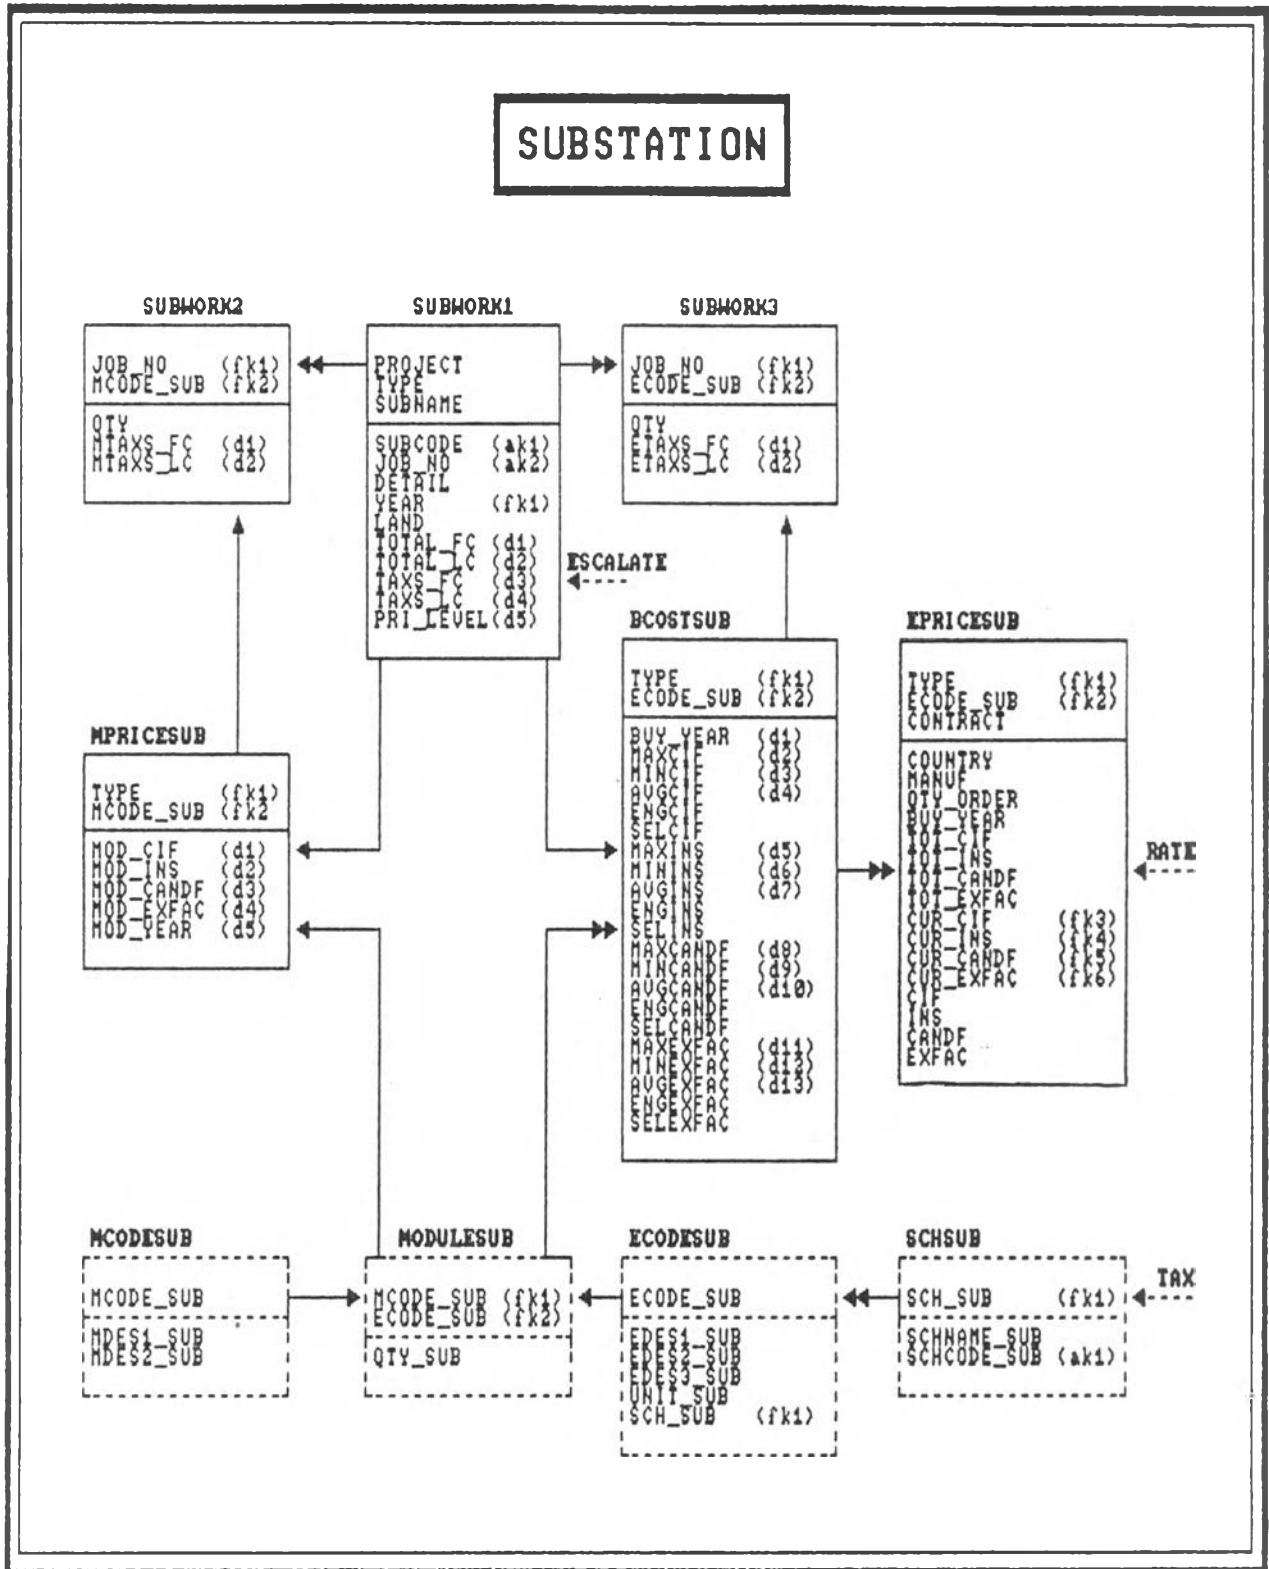 SUBSTATION
SUBWORK2
JOB_NO (fk1)
MCODE_SUB (fk2)
QTY
MTAXS_FC (d1)
MTAXS_LC (d2)
SUBWORK1
PROJECT
TYPE
SUBNAME
SUBCODE (ak1)
JOB_NO (ak2)
DETAIL
YEAR (fk1)
LAND
TOTAL_FC (d1)
TOTAL_LC (d2)
TAXS_FC (d3)
TAXS_LC (d4)
PRI_LEVEL(d5)
SUBWORK3
JOB_NO (fk1)
ECODE_SUB (fk2)
QTY
ETAXS_FC (d1)
ETAXS_LC (d2)
ESCALATE
MPRICESUB
TYPE (fk1)
MCODE_SUB (fk2
MOD_CIF (d1)
MOD_INS (d2)
MOD_CANDF (d3)
MOD_EXFAC (d4)
MOD_YEAR (d5)
BCOSTSUB
TYPE (fk1)
ECODE_SUB (fk2)
BUY_YEAR (d1)
MAXCIF (d2)
MINCIF (d3)
AVGCIF (d4)
ENGCIF
SELCIF
MAXINS (d5)
MININS (d6)
AVGINS (d7)
ENGINS
SELINS
MAXCANDF (d8)
MINCANDF (d9)
AVGCANDF (d10)
ENGCANDF
SELCANDF
MAXEXFAC (d11)
MINEXFAC (d12)
AVGEXFAC (d13)
ENGEXFAC
SELEXFAC
EPRICESUB
TYPE (fk1)
ECODE_SUB (fk2)
CONTRACT
COUNTRY
MANUF
QTY_ORDER
BUY_YEAR
TOT_CIF
TOT_INS
TOT_CANDF
TOT_EXFAC
CUR_CIF (fk3)
CUR_INS (fk4)
CUR_CANDF (fk5)
CUR_EXFAC (fk6)
CIF
INS
CANDF
EXFAC
RATE
MCODESUB
MCODE_SUB
MDES1_SUB
MDES2_SUB
MODULESUB
MCODE_SUB (fk1)
ECODE_SUB (fk2)
QTY_SUB
ECODESUB
ECODE_SUB
EDES1_SUB
EDES2_SUB
EDES3_SUB
UNIT_SUB
SCH_SUB (fk1)
SCHSUB
SCH_SUB (fk1)
SCHNAME_SUB
SCHCODE_SUB (ak1)
TAX